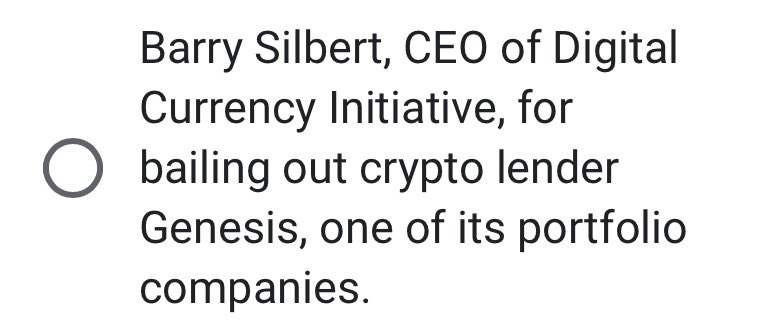 Barry Silbert, CEO of Digital
Currency Initiative, for
bailing out crypto lender
Genesis, one of its portfolio
companies.